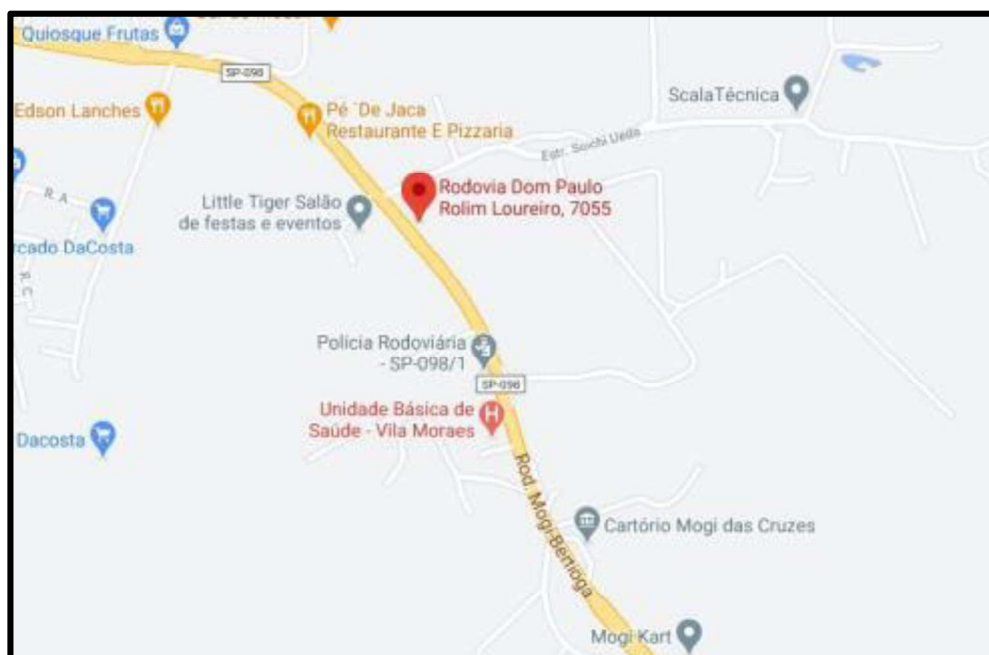 Quiosque Frutas
SP-098
Edson Lanches
Pé ´De Jaca
Restaurante E Pizzaria
ScalaTécnica
Estr. Suichi Ueda
Rodovia Dom Paulo
Rolim Loureiro, 7055
Little Tiger Salão
de festas e eventos
R. A
rcado DaCosta
R. C
Polícia Rodoviária
- SP-098/1
SP-098
Unidade Básica de
Saúde - Vila Moraes
Dacosta
Rod. Mogi-Bertioga
Cartório Mogi das Cruzes
Mogi Kart